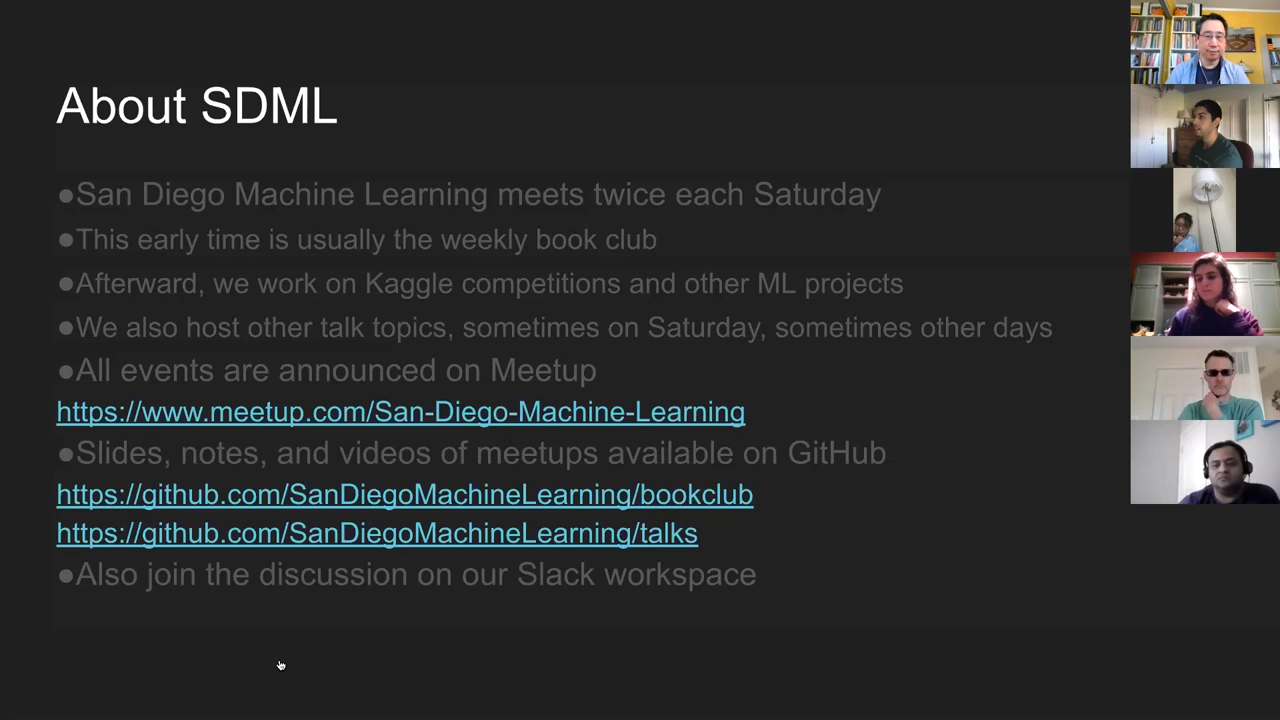 About SDML
●San Diego Machine Learning meets twice each Saturday
●This early time is usually the weekly book club
●Afterward, we work on Kaggle competitions and other ML projects
●We also host other talk topics, sometimes on Saturday, sometimes other days
●All events are announced on Meetup
https://www.meetup.com/San-Diego-Machine-Learning
●Slides, notes, and videos of meetups available on GitHub
https://github.com/SanDiegoMachineLearning/bookclub
https://github.com/SanDiegoMachineLearning/talks
●Also join the discussion on our Slack workspace